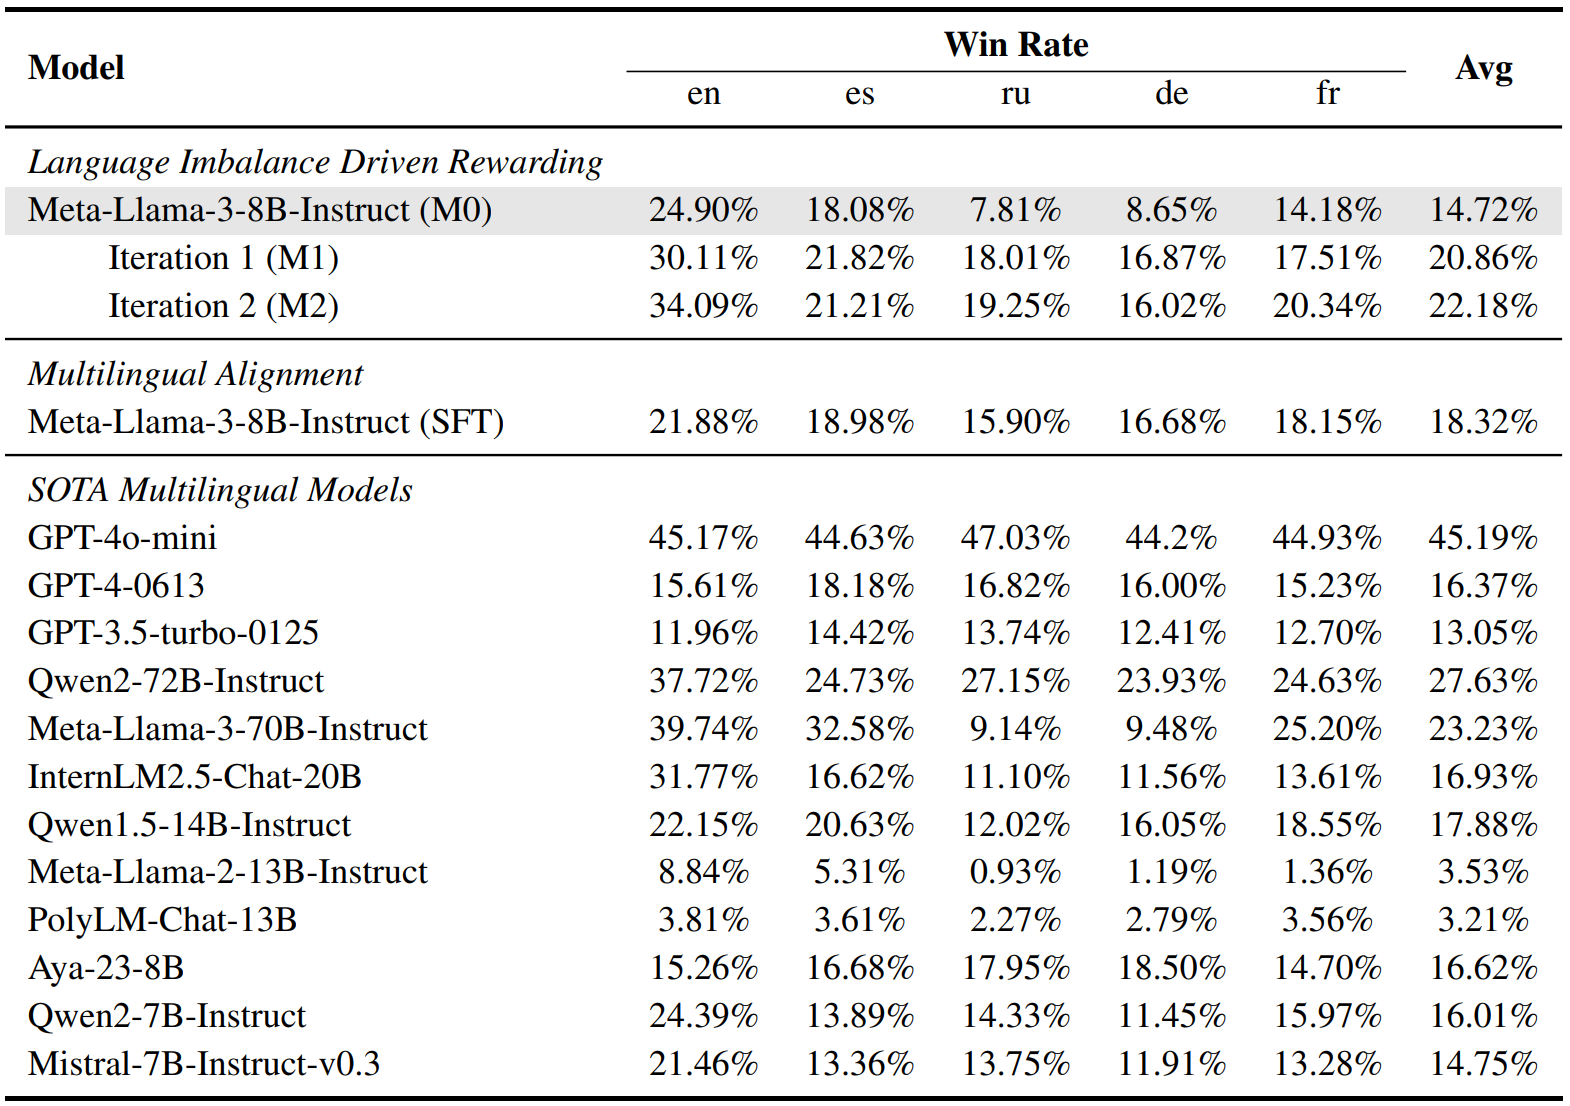 Model Win Rate Avg
en es ru de fr
Language Imbalance Driven Rewarding
Meta-Llama-3-8B-Instruct (M0) 24.90% 18.08% 7.81% 8.65% 14.18% 14.72%
Iteration 1 (M1) 30.11% 21.82% 18.01% 16.87% 17.51% 20.86%
Iteration 2 (M2) 34.09% 21.21% 19.25% 16.02% 20.34% 22.18%
Multilingual Alignment
Meta-Llama-3-8B-Instruct (SFT) 21.88% 18.98% 15.90% 16.68% 18.15% 18.32%
SOTA Multilingual Models
GPT-4o-mini 45.17% 44.63% 47.03% 44.2% 44.93% 45.19%
GPT-4-0613 15.61% 18.18% 16.82% 16.00% 15.23% 16.37%
GPT-3.5-turbo-0125 11.96% 14.42% 13.74% 12.41% 12.70% 13.05%
Qwen2-72B-Instruct 37.72% 24.73% 27.15% 23.93% 24.63% 27.63%
Meta-Llama-3-70B-Instruct 39.74% 32.58% 9.14% 9.48% 25.20% 23.23%
InternLM2.5-Chat-20B 31.77% 16.62% 11.10% 11.56% 13.61% 16.93%
Qwen1.5-14B-Instruct 22.15% 20.63% 12.02% 16.05% 18.55% 17.88%
Meta-Llama-2-13B-Instruct 8.84% 5.31% 0.93% 1.19% 1.36% 3.53%
PolyLM-Chat-13B 3.81% 3.61% 2.27% 2.79% 3.56% 3.21%
Aya-23-8B 15.26% 16.68% 17.95% 18.50% 14.70% 16.62%
Qwen2-7B-Instruct 24.39% 13.89% 14.33% 11.45% 15.97% 16.01%
Mistral-7B-Instruct-v0.3 21.46% 13.36% 13.75% 11.91% 13.28% 14.75%